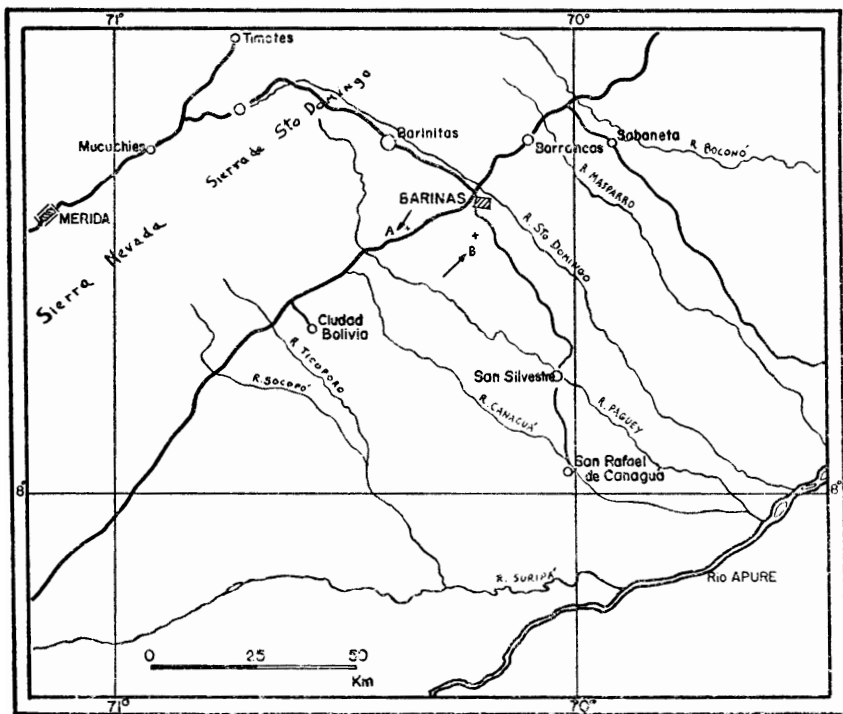 71°
70°
Timotes
Sierra de Sto Domingo
Barinitas
Mucuchies
Barrancas
Sabaneta
R. BOCONÓ
R. MASPARRO
MERIDA
BARINAS
A
B
R. STO DOMINGO
Sierra Nevada
Ciudad
Bolivia
R. TICOPORO
R. SOCOPÓ
San Silvestre
R. CANAGUÁ
R. PAGUEY
San Rafael
de Canagua
8°
8°
R. SURIPÁ
Rio APURE
0
25
50
Km
71°
70°